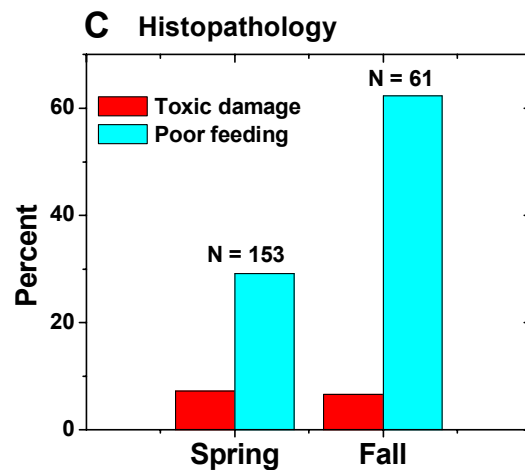 C Histopathology
N = 61
60
Toxic damage
Poor feeding
40
N = 153
Percent
20
0
Spring Fall